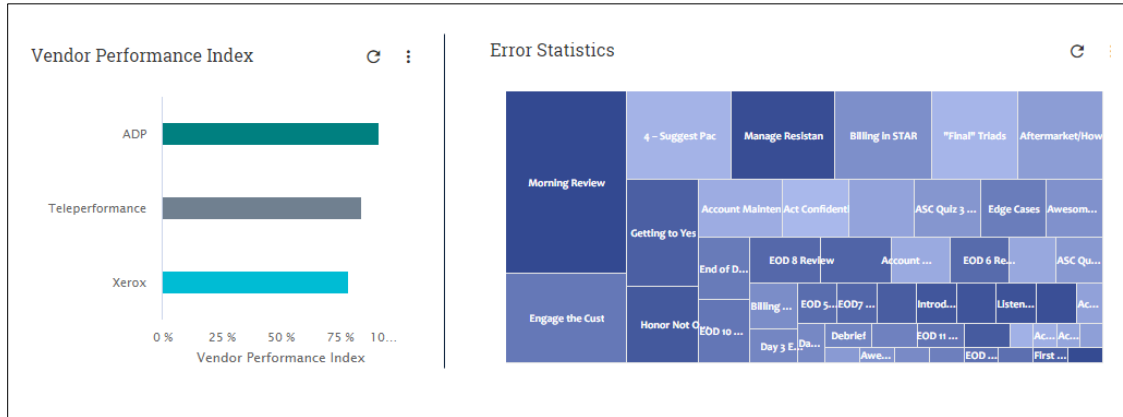 Vendor Performance Index
ADP
Teleperformance
Xerox
0 %
25 %
50 %
75 %
10...
Vendor Performance Index
Error Statistics
Morning Review
Engage the Cust
4 – Suggest Pac
Manage Resistan
Billing in STAR
"Final" Triads
Aftermarket/How
Getting to Yes
Honor Not O
Account Mainten
Act Confident
ASC Quiz 3 ...
Edge Cases
Awesom...
End of D...
EOD 8 Review
Account ...
EOD 6 Re...
ASC Qu...
EOD 10 ...
Billing ...
EOD 5...
EOD7 ...
Introd...
Listen...
Ac...
Day 3 E...
Da...
Debrief
EOD 11 ...
Ac...
Ac...
Awe...
EOD ...
First ...